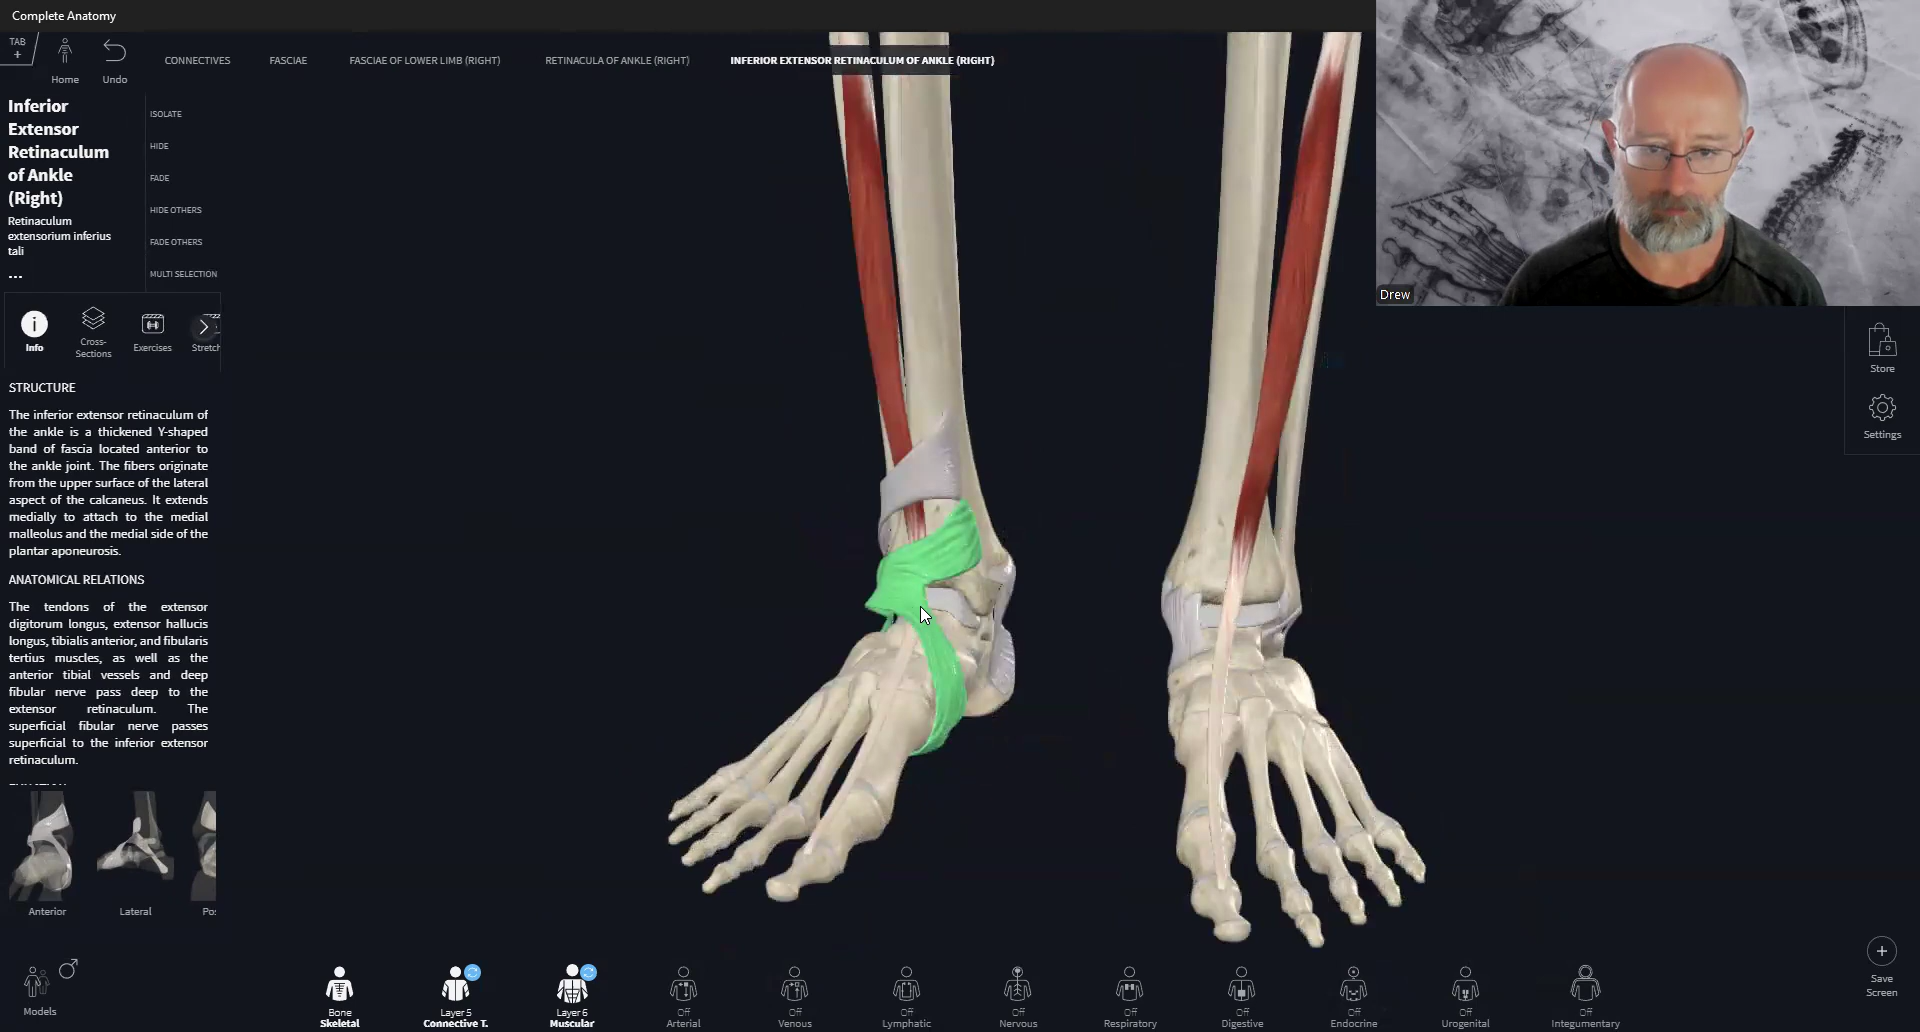 Complete Anatomy
TAB
+
Home
Undo
CONNECTIVES
FASCIAE
FASCIAE OF LOWER LIMB (RIGHT)
RETINACULA OF ANKLE (RIGHT)
INFERIOR EXTENSOR RETINACULUM OF ANKLE (RIGHT)
Inferior
Extensor
Retinaculum
of Ankle
(Right)
Retinaculum
extensorium inferius
tali
...
ISOLATE
HIDE
FADE
HIDE OTHERS
FADE OTHERS
MULTI SELECTION
Info
Cross-
Sections
Exercises
Stretch
STRUCTURE
The inferior extensor retinaculum of
the ankle is a thickened Y-shaped
band of fascia located anterior to
the ankle joint. The fibers originate
from the upper surface of the lateral
aspect of the calcaneus. It extends
medially to attach to the medial
malleolus and the medial side of the
plantar aponeurosis.
ANATOMICAL RELATIONS
The tendons of the extensor
digitorum longus, extensor hallucis
longus, tibialis anterior, and fibularis
tertius muscles, as well as the
anterior tibial vessels and deep
fibular nerve pass deep to the
extensor retinaculum. The
superficial fibular nerve passes
superficial to the inferior extensor
retinaculum.
Anterior
Lateral
Pos
Models
Bone
Skeletal
Layer 5
Connective T.
Layer 6
Muscular
Off
Arterial
Off
Venous
Off
Lymphatic
Off
Nervous
Off
Respiratory
Off
Digestive
Off
Endocrine
Off
Urogenital
Off
Integumentary
Drew
Store
Settings
Save
Screen